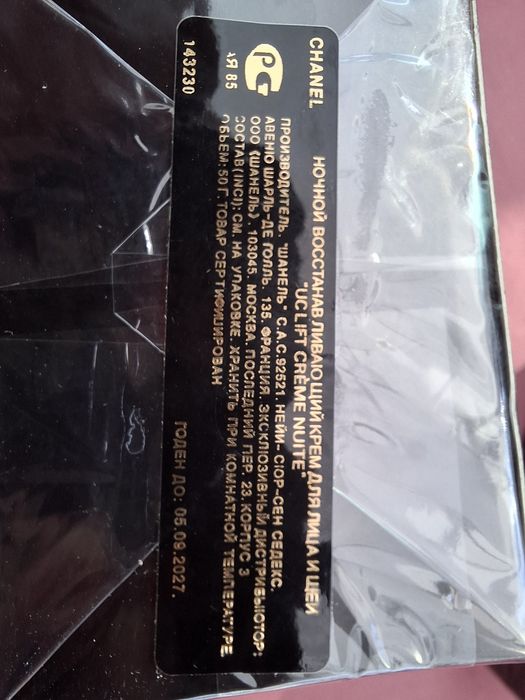 CHANEL
НОЧНОЙ ВОССТАНАВЛИВАЮЩИЙ КРЕМ ДЛЯ ЛИЦА И ШЕИ
"UC LIFT CRÈME NUITE"
РС
АЯ 85
ПРОИЗВОДИТЕЛЬ. "ШАНЕЛЬ" С.А.С.92521. НЕЙИ-СЮР-СЕН СЕДЕКС.
АВЕНЮ ШАРЛЬ-ДЕ ГОЛЛЬ. 135. ФРАНЦИЯ. ЭКСКЛЮЗИВНЫЙ ДИСТРИБЬЮТОР:
ООО «ШАНЕЛЬ». 103045. МОСКВА. ПОСЛЕДНИЙ ПЕР. 23. КОРПУС 3
СОСТАВ(INCI):СМ. НА УПАКОВКЕ. ХРАНИТЬ ПРИ КОМНАТНОЙ ТЕМПЕРАТУРЕ.
ОБЬЕМ:50Г. ТОВАР СЕРТИФИЦИРОВАН
143230
ГОДЕН ДО: 05.09.2027.